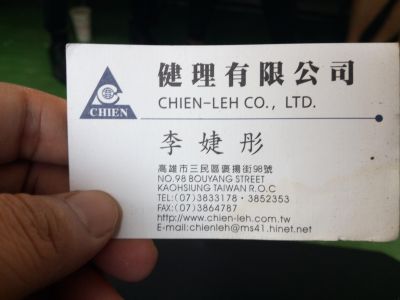 健理有限公司
CHIEN-LEH CO., LTD.
CHIEN
李婕彤
高雄市三民區褒揚街98號
NO.98 BOUYANG STREET
KAOHSIUNG TAIWAN R.O.C
TEL:(07)3833178・3852353
FAX:(07)3864787
http://www.chien-leh.com.tw
E-mail:chienleh@ms41.hinet.net